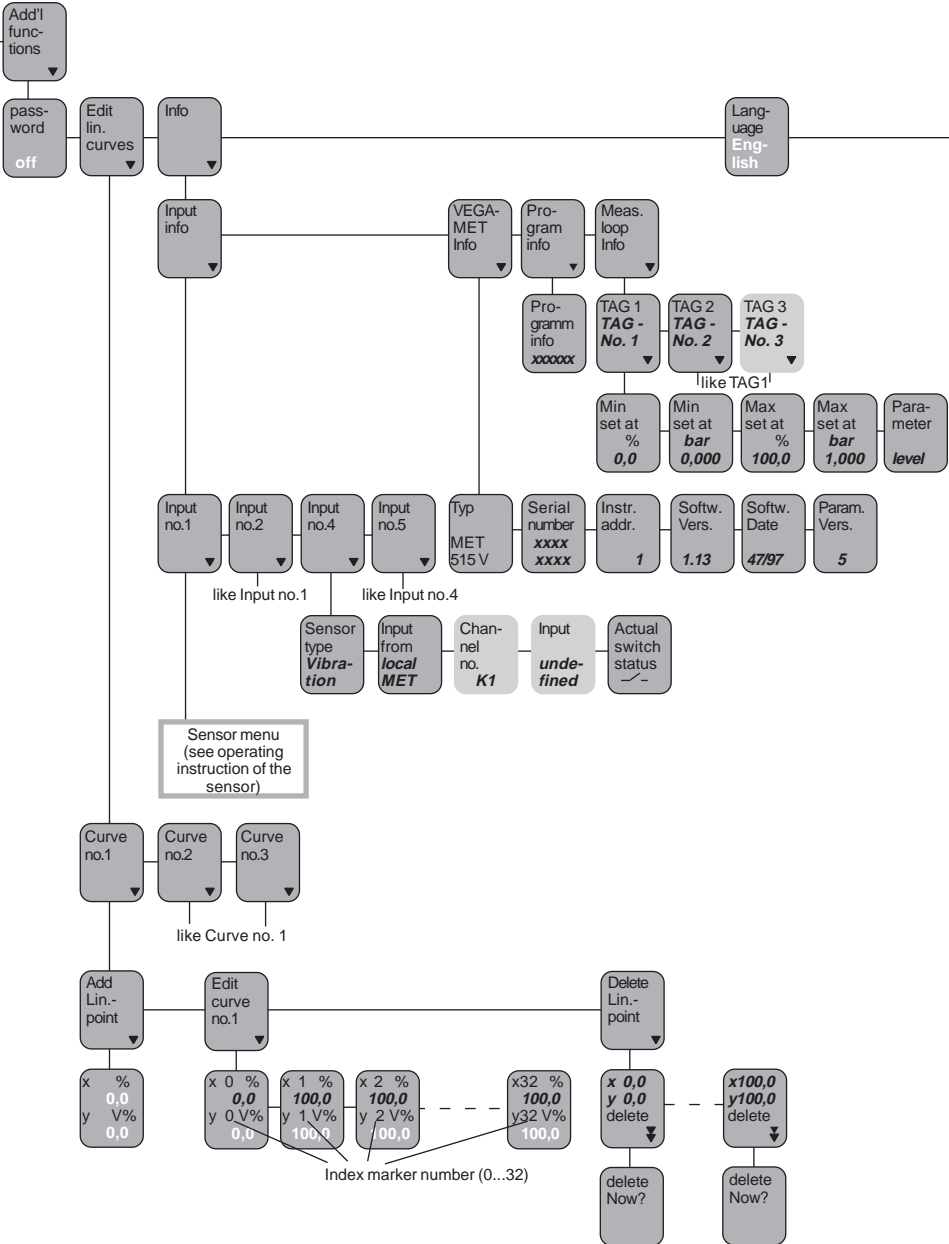 Add'l
func-
tions
pass-
word
off
Edit
lin.
curves
Info
Lang-
uage
Eng-
lish
Input
info
VEGA-
MET
Info
Pro-
gram
info
Meas.
loop
Info
Pro-
gramm
info
xxxxxx
TAG 1
TAG -
No. 1
TAG 2
TAG -
No. 2
TAG 3
TAG -
No. 3
like TAG1
Min
set at
%
0,0
Min
set at
bar
0,000
Max
set at
%
100,0
Max
set at
bar
1,000
Para-
meter
level
Input
no.1
Input
no.2
Input
no.4
Input
no.5
Typ
MET
515 V
Serial
number
xxxx
xxxx
Instr.
addr.
1
Softw.
Vers.
1.13
Softw.
Date
47/97
Param.
Vers.
5
like Input no.1
like Input no.4
Sensor
type
Vibra-
tion
Input
from
local
MET
Chan-
nel
no.
K1
Input
unde-
fined
Actual
switch
status
Sensor menu
(see operating
instruction of the
sensor)
Curve
no.1
Curve
no.2
Curve
no.3
like Curve no. 1
Add
Lin.-
point
Edit
curve
no.1
Delete
Lin.-
point
x %
0,0
y V%
0,0
x 0 %
0,0
y 0 V%
0,0
x 1 %
100,0
y 1 V%
100,0
x 2 %
100,0
y 2 V%
100,0
x32 %
100,0
y32 V%
100,0
x 0,0
y 0,0
delete
x100,0
y100,0
delete
Index marker number (0...32)
delete
Now?
delete
Now?